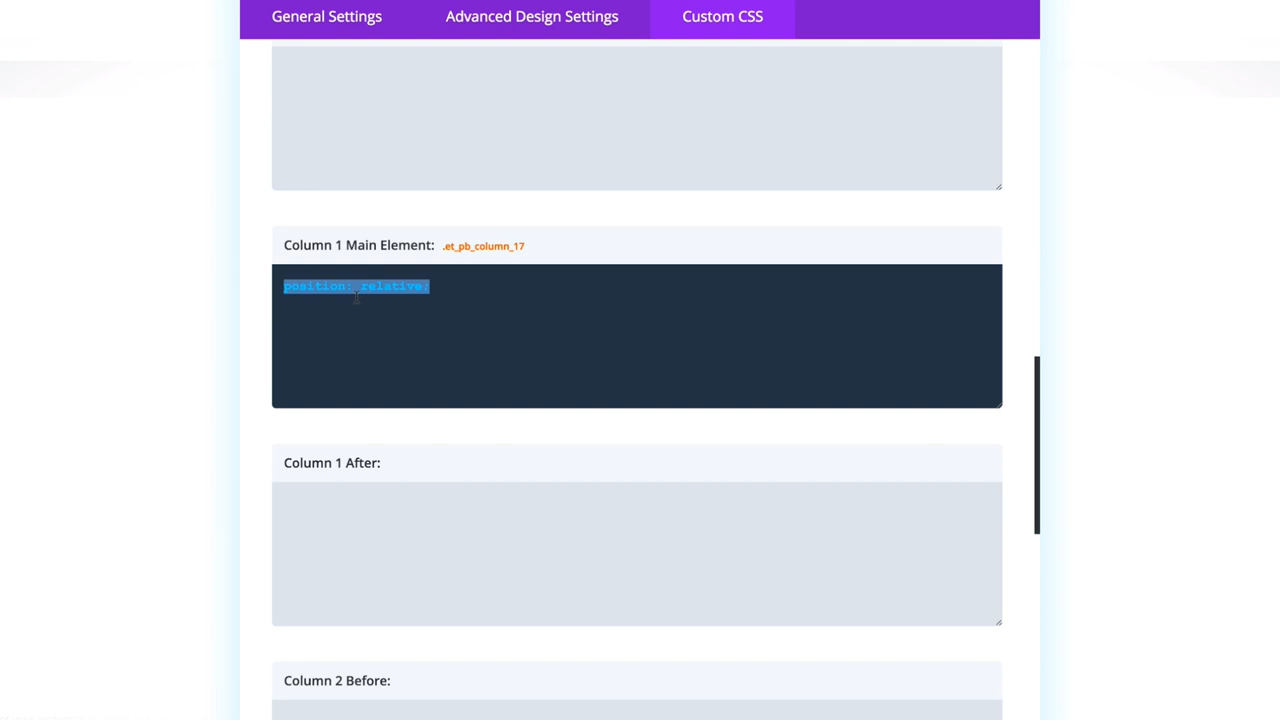 General Settings
Advanced Design Settings
Custom CSS
Column 1 Main Element: .et_pb_column_17
position: relative;
Column 1 After:
Column 2 Before: